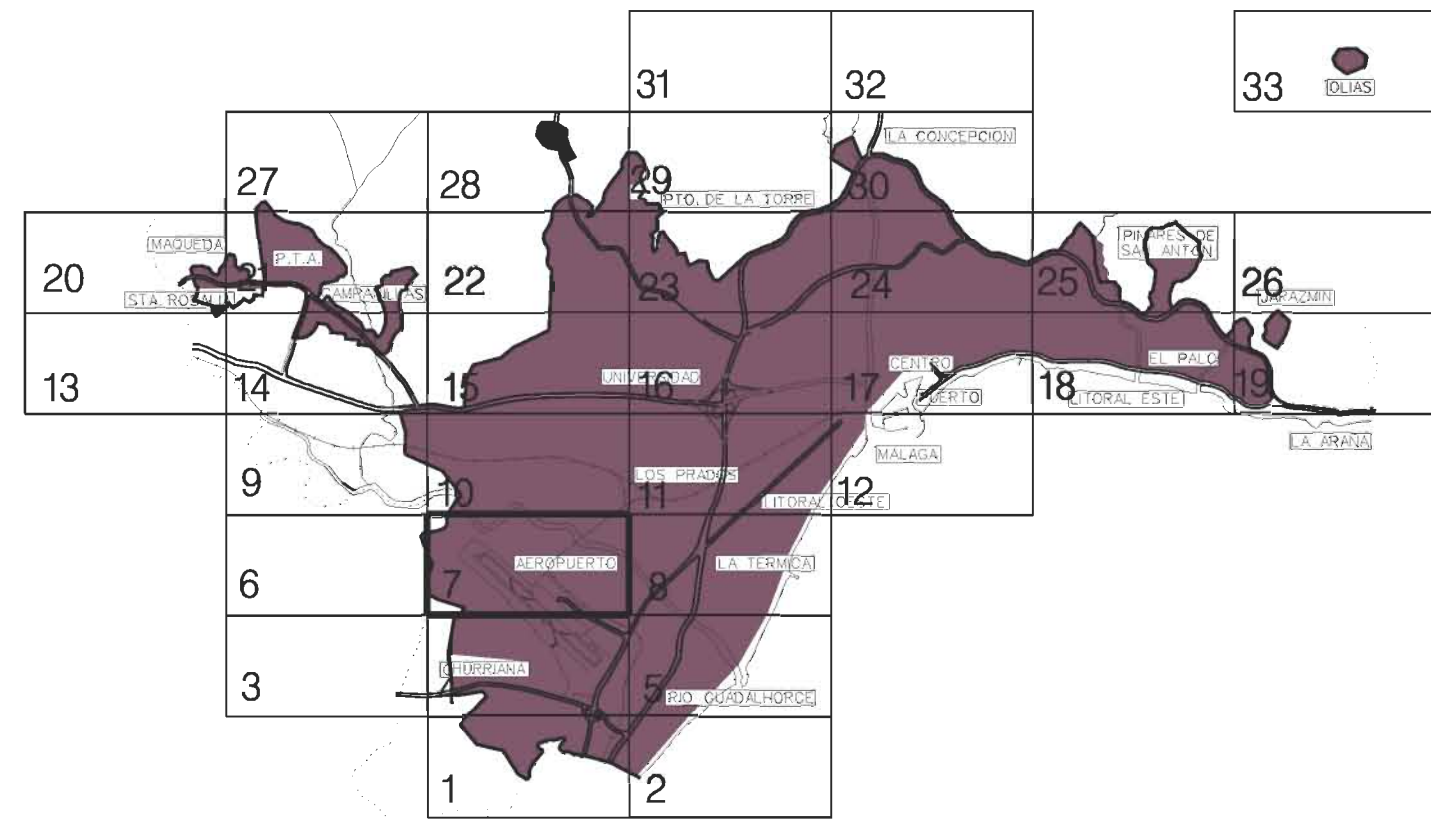 31
32
33
OLIAS
LA CONCEPCION
27
28
29
PTO. DE LA TORRE
30
MAQUEDA
P.T.A.
PINARES DE
SAN ANTON
20
STA. ROSALIA
21
CAMPANILLAS
22
23
24
25
26
JARAZMIN
13
14
15
UNIVERSIDAD
16
17
CENTRO
PUERTO
18
EL PALO
LITORAL ESTE
19
LA ARAÑA
MALAGA
9
10
LOS PRADOS
11
LITORAL OESTE
12
6
7
AEROPUERTO
8
LA TERMICA
3
CHURRIANA
5
RIO GUADALHORCE
1
2